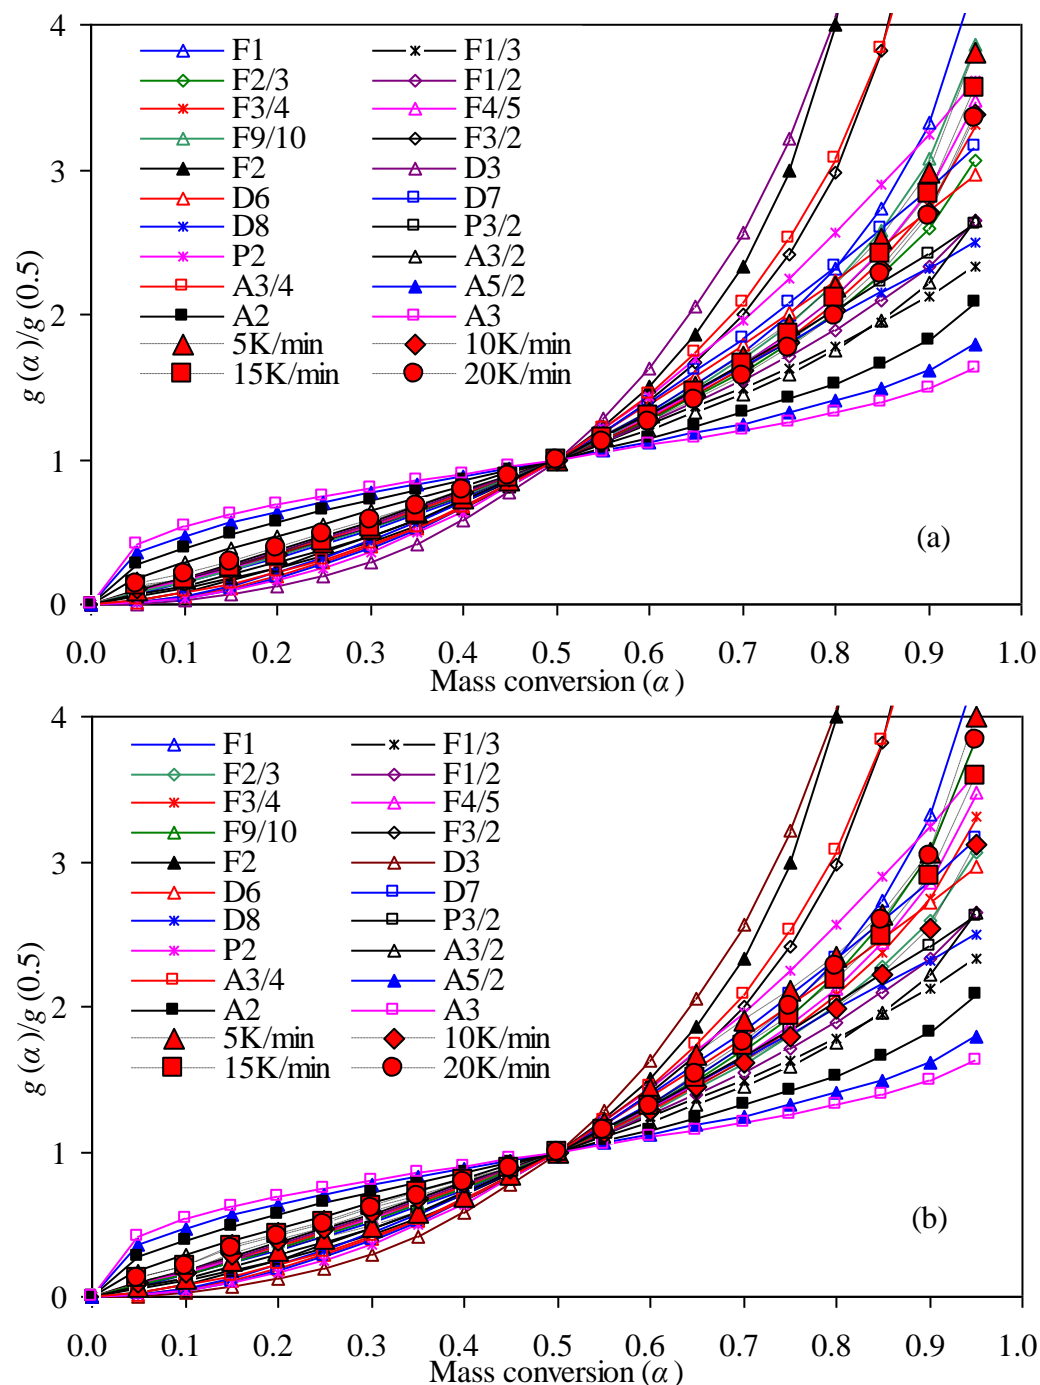 4
3
2
1
0
g (α)/g (0.5)
F1 F1/3
F2/3 F1/2
F3/4 F4/5
F9/10 F3/2
F2 D3
D6 D7
D8 P3/2
P2 A3/2
A3/4 A5/2
A2 A3
5K/min 10K/min
15K/min 20K/min
(a)
0.0 0.1 0.2 0.3 0.4 0.5 0.6 0.7 0.8 0.9 1.0
Mass conversion (α)
4
3
2
1
0
g (α)/g (0.5)
F1 F1/3
F2/3 F1/2
F3/4 F4/5
F9/10 F3/2
F2 D3
D6 D7
D8 P3/2
P2 A3/2
A3/4 A5/2
A2 A3
5K/min 10K/min
15K/min 20K/min
(b)
0.0 0.1 0.2 0.3 0.4 0.5 0.6 0.7 0.8 0.9 1.0
Mass conversion (α)